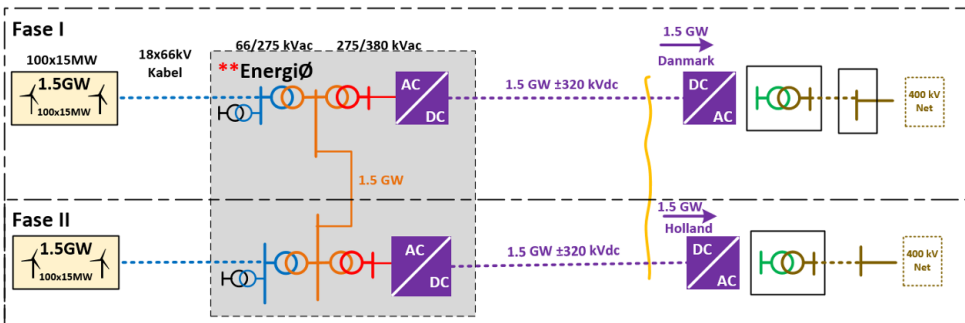 Fase I
100x15MW
1.5GW
100x15MW
18x66kV
Kabel
66/275 kVac
275/380 kVac
**EnergiØ
AC
DC
1.5 GW ±320 kVdc
1.5 GW
Danmark
DC
AC
400 kV
Net
1.5 GW
Fase II
1.5GW
100x15MW
AC
DC
1.5 GW ±320 kVdc
1.5 GW
Holland
DC
AC
400 kV
Net